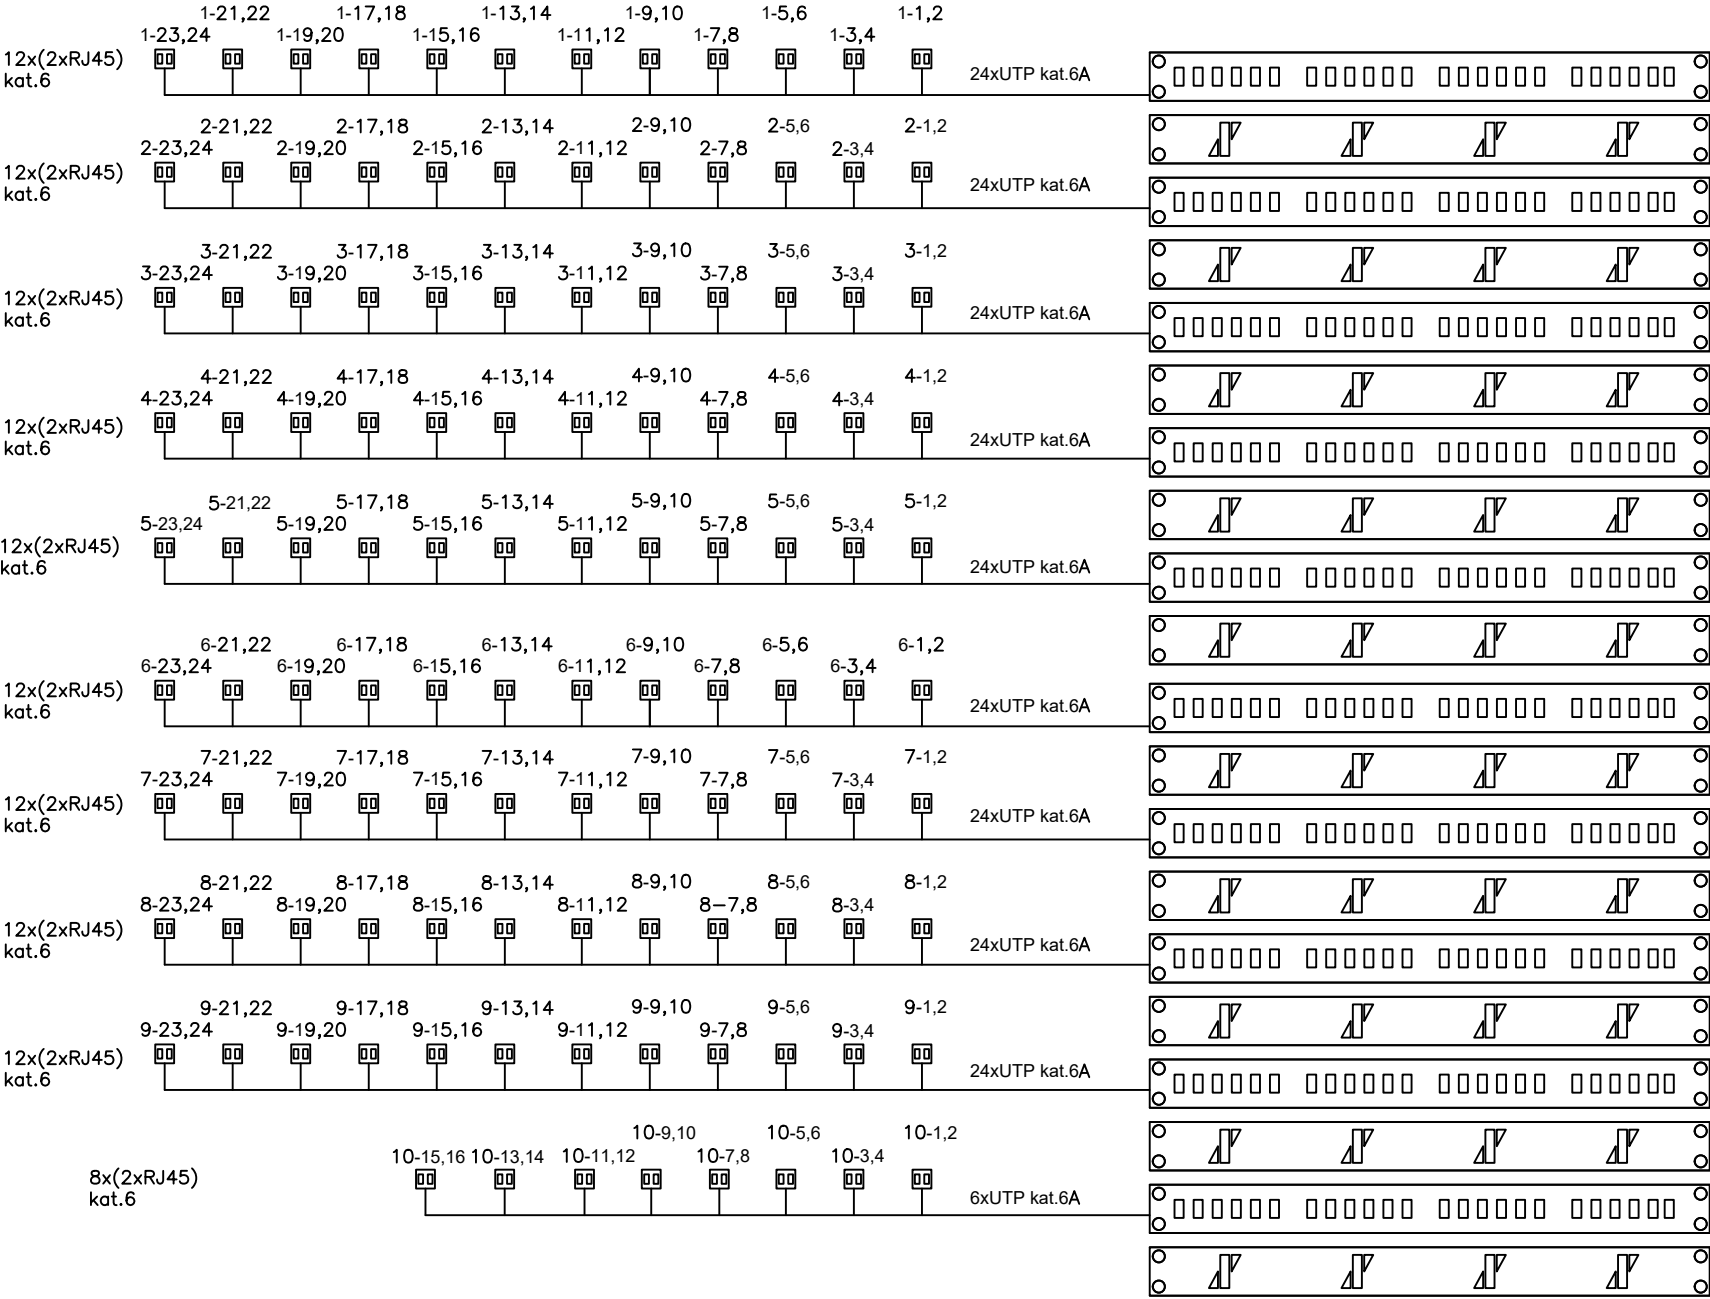 1-21,22 1-17,18 1-13,14 1-9,10 1-5,6 1-1,2
1-23,24 1-19,20 1-15,16 1-11,12 1-7,8 1-3,4
12x(2xRJ45)
kat.6
24xUTP kat.6A
2-21,22 2-17,18 2-13,14 2-9,10 2-5,6 2-1,2
2-23,24 2-19,20 2-15,16 2-11,12 2-7,8 2-3,4
12x(2xRJ45)
kat.6
24xUTP kat.6A
3-21,22 3-17,18 3-13,14 3-9,10 3-5,6 3-1,2
3-23,24 3-19,20 3-15,16 3-11,12 3-7,8 3-3,4
12x(2xRJ45)
kat.6
24xUTP kat.6A
4-21,22 4-17,18 4-13,14 4-9,10 4-5,6 4-1,2
4-23,24 4-19,20 4-15,16 4-11,12 4-7,8 4-3,4
12x(2xRJ45)
kat.6
24xUTP kat.6A
5-21,22 5-17,18 5-13,14 5-9,10 5-5,6 5-1,2
5-23,24 5-19,20 5-15,16 5-11,12 5-7,8 5-3,4
12x(2xRJ45)
kat.6
24xUTP kat.6A
6-21,22 6-17,18 6-13,14 6-9,10 6-5,6 6-1,2
6-23,24 6-19,20 6-15,16 6-11,12 6-7,8 6-3,4
12x(2xRJ45)
kat.6
24xUTP kat.6A
7-21,22 7-17,18 7-13,14 7-9,10 7-5,6 7-1,2
7-23,24 7-19,20 7-15,16 7-11,12 7-7,8 7-3,4
12x(2xRJ45)
kat.6
24xUTP kat.6A
8-21,22 8-17,18 8-13,14 8-9,10 8-5,6 8-1,2
8-23,24 8-19,20 8-15,16 8-11,12 8-7,8 8-3,4
12x(2xRJ45)
kat.6
24xUTP kat.6A
9-21,22 9-17,18 9-13,14 9-9,10 9-5,6 9-1,2
9-23,24 9-19,20 9-15,16 9-11,12 9-7,8 9-3,4
12x(2xRJ45)
kat.6
24xUTP kat.6A
10-9,10 10-5,6 10-1,2
10-15,16 10-13,14 10-11,12 10-7,8 10-3,4
8x(2xRJ45)
kat.6
6xUTP kat.6A